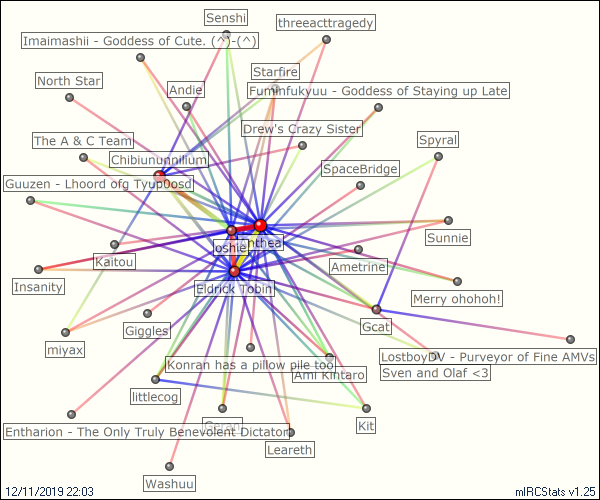 Senshi
threeacttragedy
Imaimashii - Goddess of Cute. (^)-(^)
Starfire
North Star
Andie
Fuminfukyuu - Goddess of Staying up Late
Drew's Crazy Sister
The A & C Team
Spyral
Chibiununnilium
SpaceBridge
Guuzen - Lhoord ofg Tyup0osd
Sunnie
Joshie
nthea
Kaitou
Ametrine
Insanity
Eldrick Tobin
Merry ohohoh!
Giggles
Gcat
miyax
LostboyDV - Purveyor of Fine AMVs
Konran has a pillow pile too
Ami Kintaro
Sven and Olaf <3
littlecog
Entharion - The Only Truly Benevolent Dictator
Kit
Leareth
Washuu
12/11/2019 22:03
mIRCStats v1.25